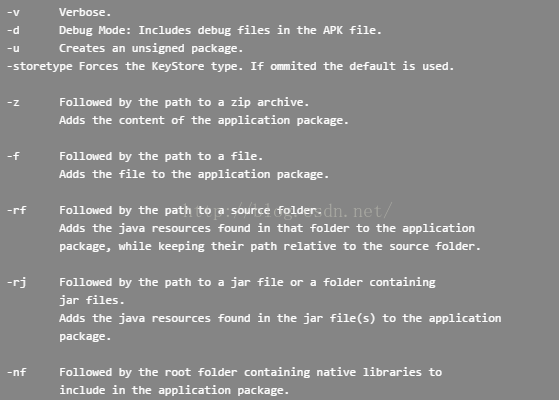 -v Verbose.
-d Debug Mode: Includes debug files in the APK file.
-u Creates an unsigned package.
-storetype Forces the KeyStore type. If ommited the default is used.
-z Followed by the path to a zip archive.
Adds the content of the application package.
-f Followed by the path to a file.
Adds the file to the application package.
-rf Followed by the path to a source folder.
http://blog.csdn.net/
Adds the java resources found in that folder to the application
package, while keeping their path relative to the source folder.
-rj Followed by the path to a jar file or a folder containing
jar files.
Adds the java resources found in the jar file(s) to the application
package.
-nf Followed by the root folder containing native libraries to
include in the application package.